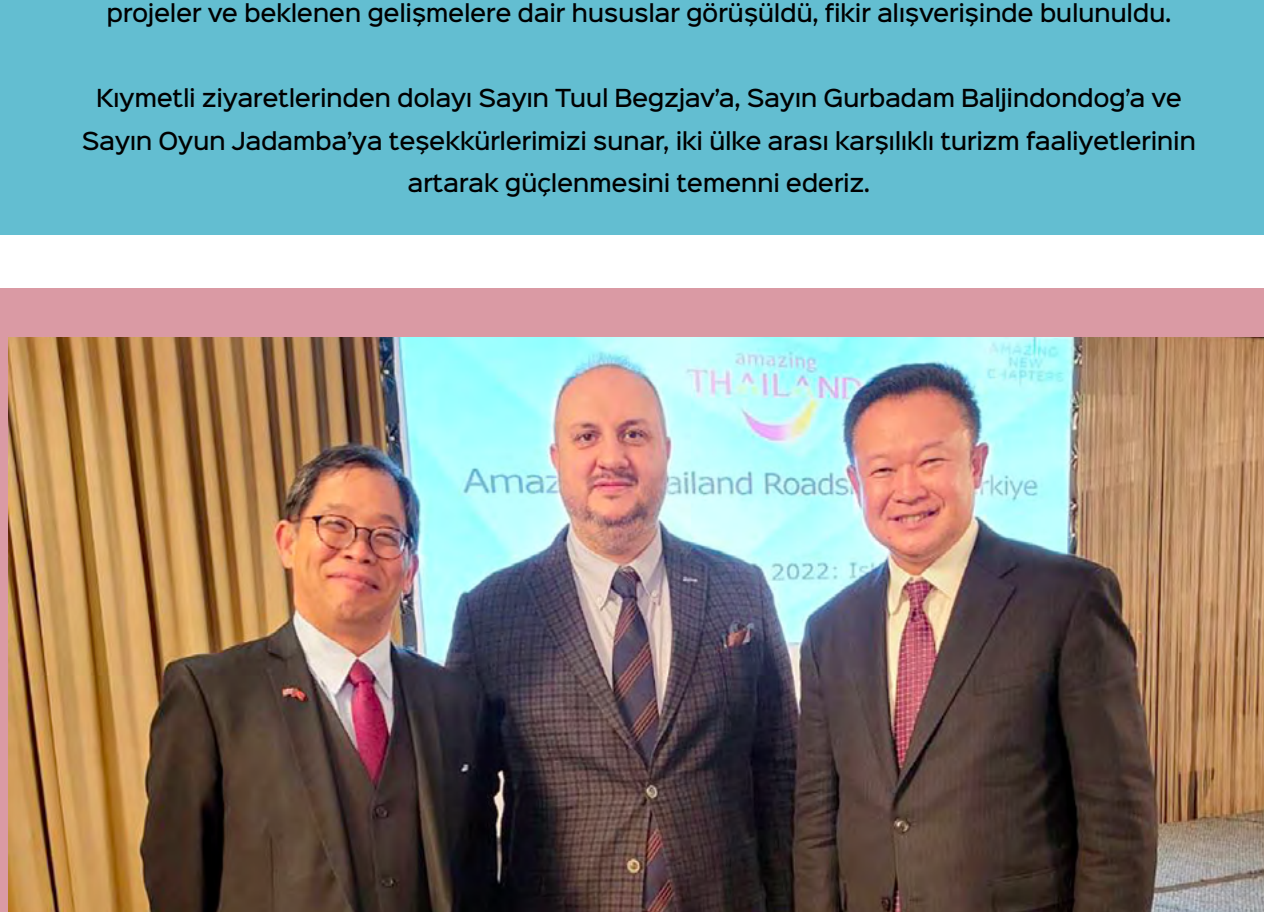 projeler ve beklenen gelişmelere dair hususlar görüşüldü, fikir alışverişinde bulunuldu.
Kıymetli ziyaretlerinden dolayı Sayın Tuul Begzjav’a, Sayın Gurbadam Baljindondog’a ve
Sayın Oyun Jadamba’ya teşekkürlerimizi sunar, iki ülke arası karşılıklı turizm faaliyetlerinin
artarak güçlenmesini temenni ederiz.
amazing
THAILAND
AMAZING
NEW
CHAPTERS
Amaz ailand Roads rkiye
2022: Is